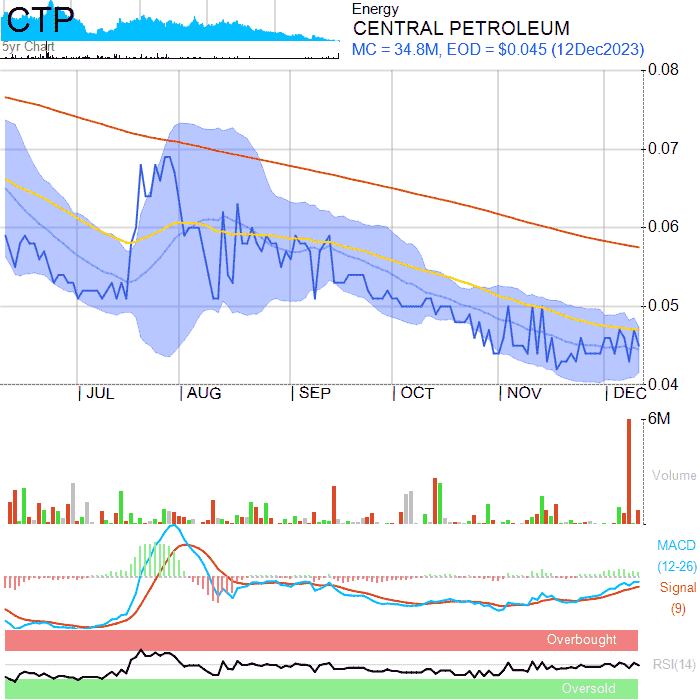 CTP
5yr Chart
Energy
CENTRAL PETROLEUM
MC = 34.8M, EOD = $0.045 (12Dec2023)
0.08
0.07
0.06
0.05
0.04
JUL AUG SEP OCT NOV DEC
6M
Volume
MACD
(12-26)
Signal
(9)
Overbought
RSI(14)
Oversold